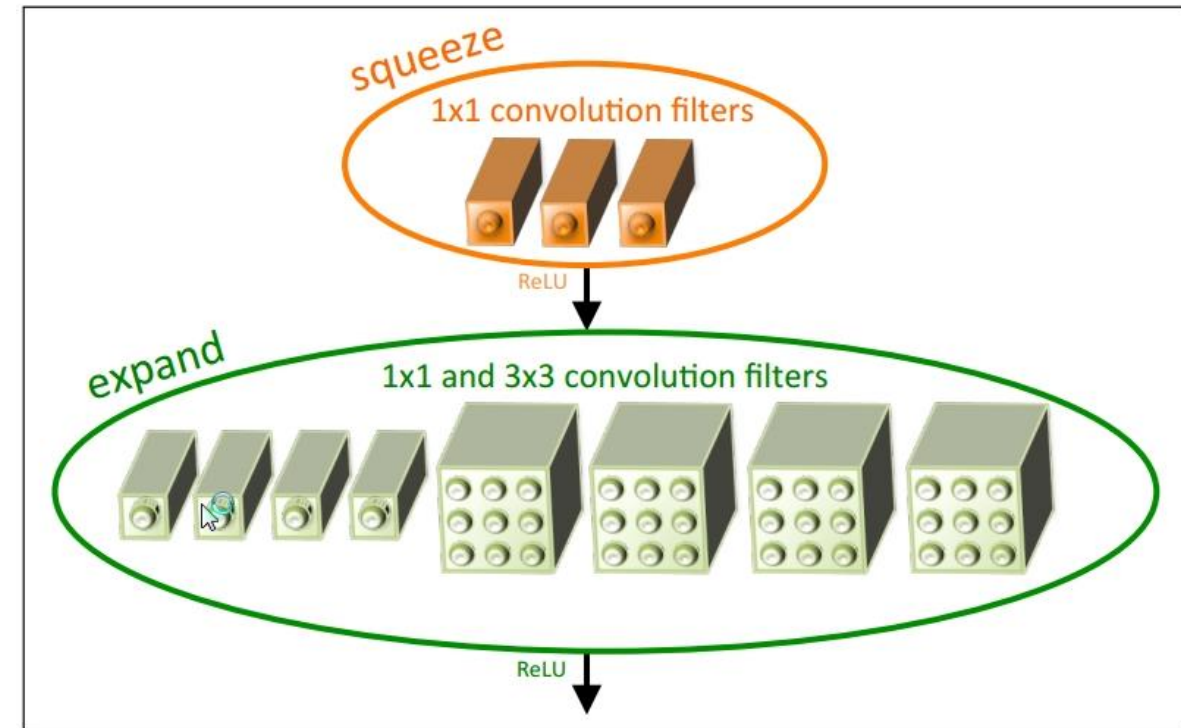 squeeze
1x1 convolution filters
ReLU
expand
1x1 and 3x3 convolution filters
ReLU